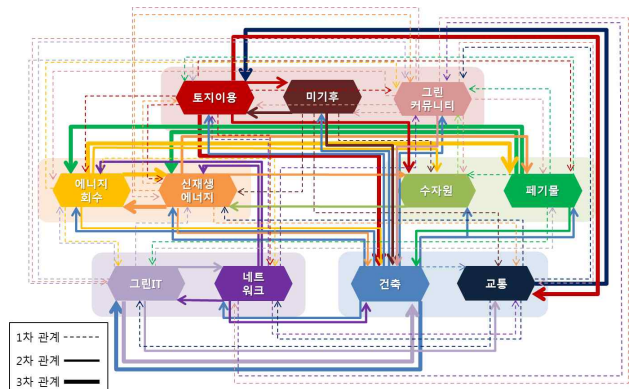 토지이용
미기후
그린
커뮤니티
에너지
회수
신재생
에너지
수자원
폐기물
그린IT
네트
워크
건축
교통
1차 관계
2차 관계
3차 관계